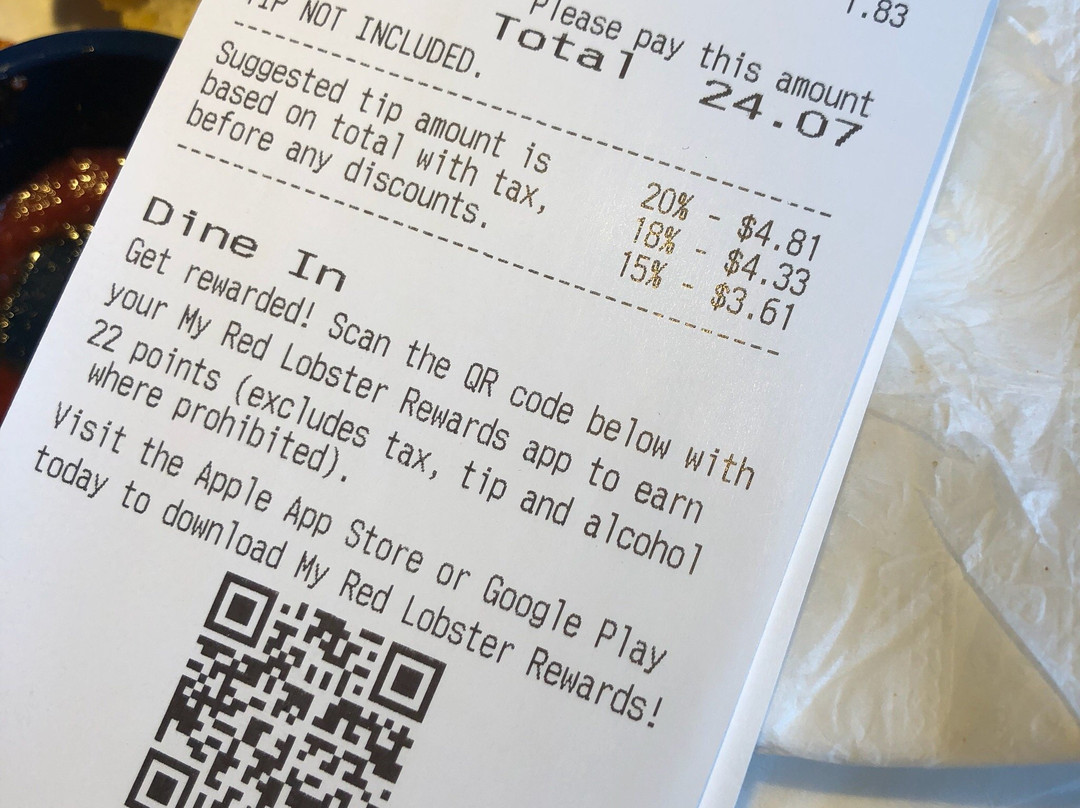 1.83
Please pay this amount
Total 24.07
TIP NOT INCLUDED.
Suggested tip amount is
based on total with tax,
before any discounts.
20% - $4.81
18% - $4.33
15% - $3.61
Dine In
Get rewarded! Scan the QR code below with
your My Red Lobster Rewards app to earn
22 points (excludes tax, tip and alcohol
where prohibited).
Visit the Apple App Store or Google Play
today to download My Red Lobster Rewards!